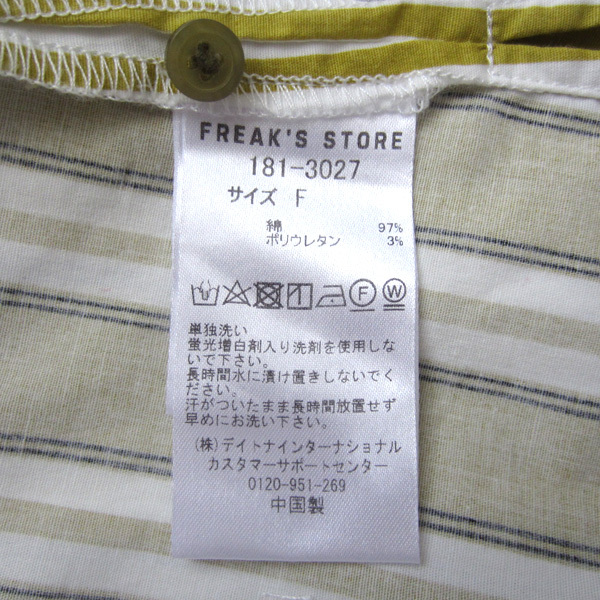 FREAK'S STORE
181-3027
サイズ F
綿 97%
ポリウレタン 3%
F W
単独洗い
蛍光増白剤入り洗剤を使用しな
いで下さい。
長時間水に漬け置きしないでく
ださい。
汗がついたまま長時間放置せず
早めにお洗い下さい。
(株)デイトナインターナショナル
カスタマーサポートセンター
0120-951-269
中国製